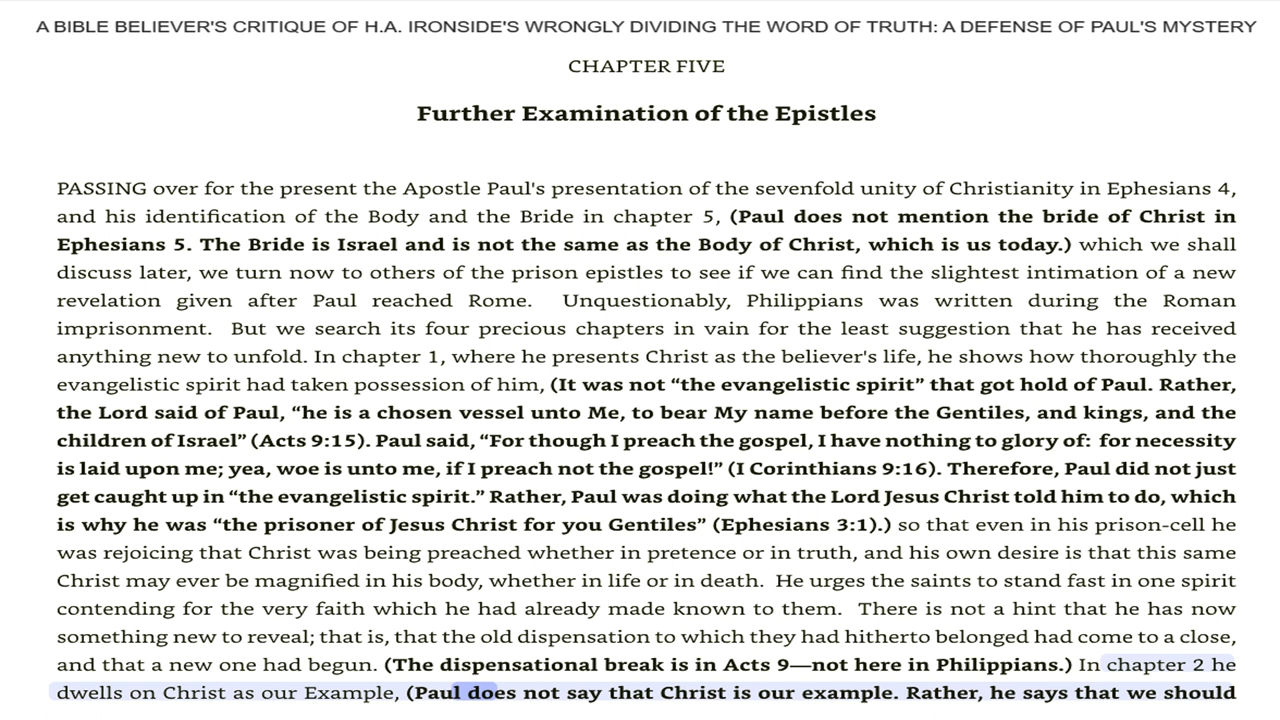 A BIBLE BELIEVER'S CRITIQUE OF H.A. IRONSIDE'S WRONGLY DIVIDING THE WORD OF TRUTH: A DEFENSE OF PAUL'S MYSTERY
CHAPTER FIVE
Further Examination of the Epistles
PASSING over for the present the Apostle Paul's presentation of the sevenfold unity of Christianity in Ephesians 4,
and his identification of the Body and the Bride in chapter 5, (Paul does not mention the bride of Christ in
Ephesians 5. The Bride is Israel and is not the same as the Body of Christ, which is us today.) which we shall
discuss later, we turn now to others of the prison epistles to see if we can find the slightest intimation of a new
revelation given after Paul reached Rome. Unquestionably, Philippians was written during the Roman
imprisonment. But we search its four precious chapters in vain for the least suggestion that he has received
anything new to unfold. In chapter 1, where he presents Christ as the believer's life, he shows how thoroughly the
evangelistic spirit had taken possession of him, (It was not “the evangelistic spirit” that got hold of Paul. Rather,
the Lord said of Paul, “he is a chosen vessel unto Me, to bear My name before the Gentiles, and kings, and the
children of Israel” (Acts 9:15). Paul said, “For though I preach the gospel, I have nothing to glory of: for necessity
is laid upon me; yea, woe is unto me, if I preach not the gospel!” (I Corinthians 9:16). Therefore, Paul did not just
get caught up in “the evangelistic spirit.” Rather, Paul was doing what the Lord Jesus Christ told him to do, which
is why he was “the prisoner of Jesus Christ for you Gentiles” (Ephesians 3:1).) so that even in his prison-cell he
was rejoicing that Christ was being preached whether in pretence or in truth, and his own desire is that this same
Christ may ever be magnified in his body, whether in life or in death. He urges the saints to stand fast in one spirit
contending for the very faith which he had already made known to them. There is not a hint that he has now
something new to reveal; that is, that the old dispensation to which they had hitherto belonged had come to a close,
and that a new one had begun. (The dispensational break is in Acts 9—not here in Philippians.) In chapter 2 he
dwells on Christ as our Example, (Paul does not say that Christ is our example. Rather, he says that we should